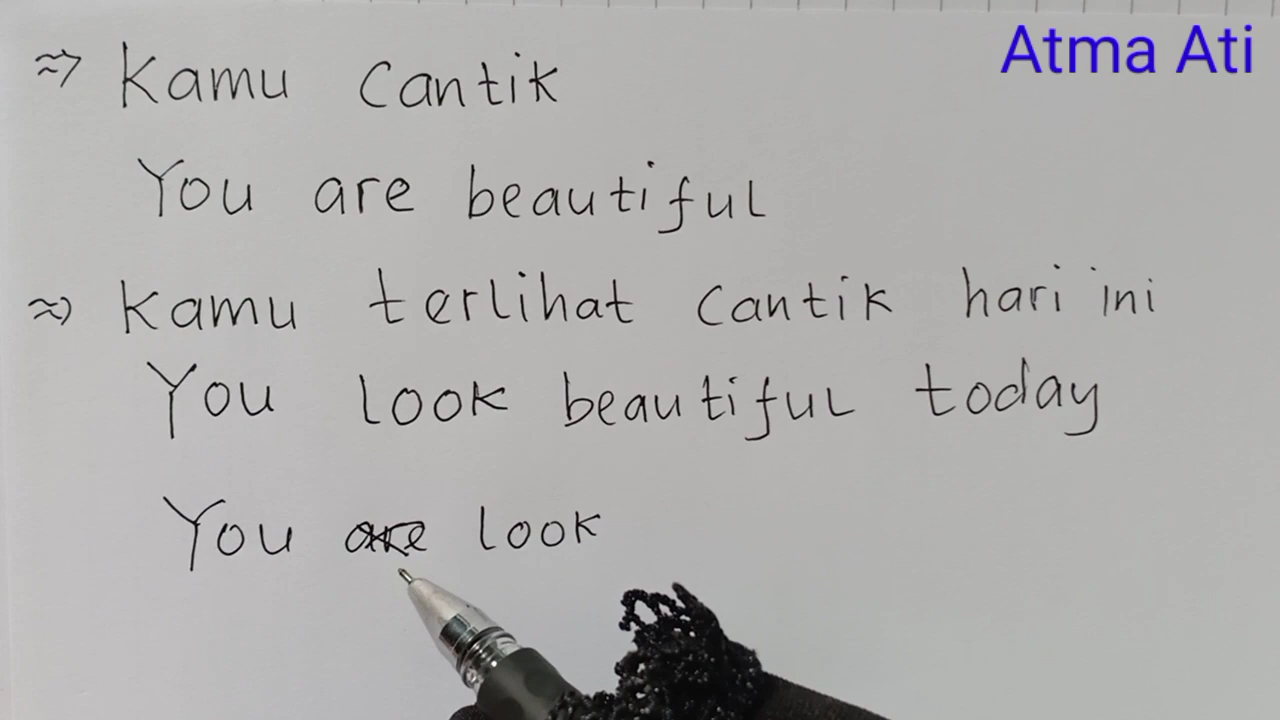 Atma Ati
⇒ Kamu Cantik
You are beautiful
⇒ Kamu terlihat cantik hari ini
You look beautiful today
You are look